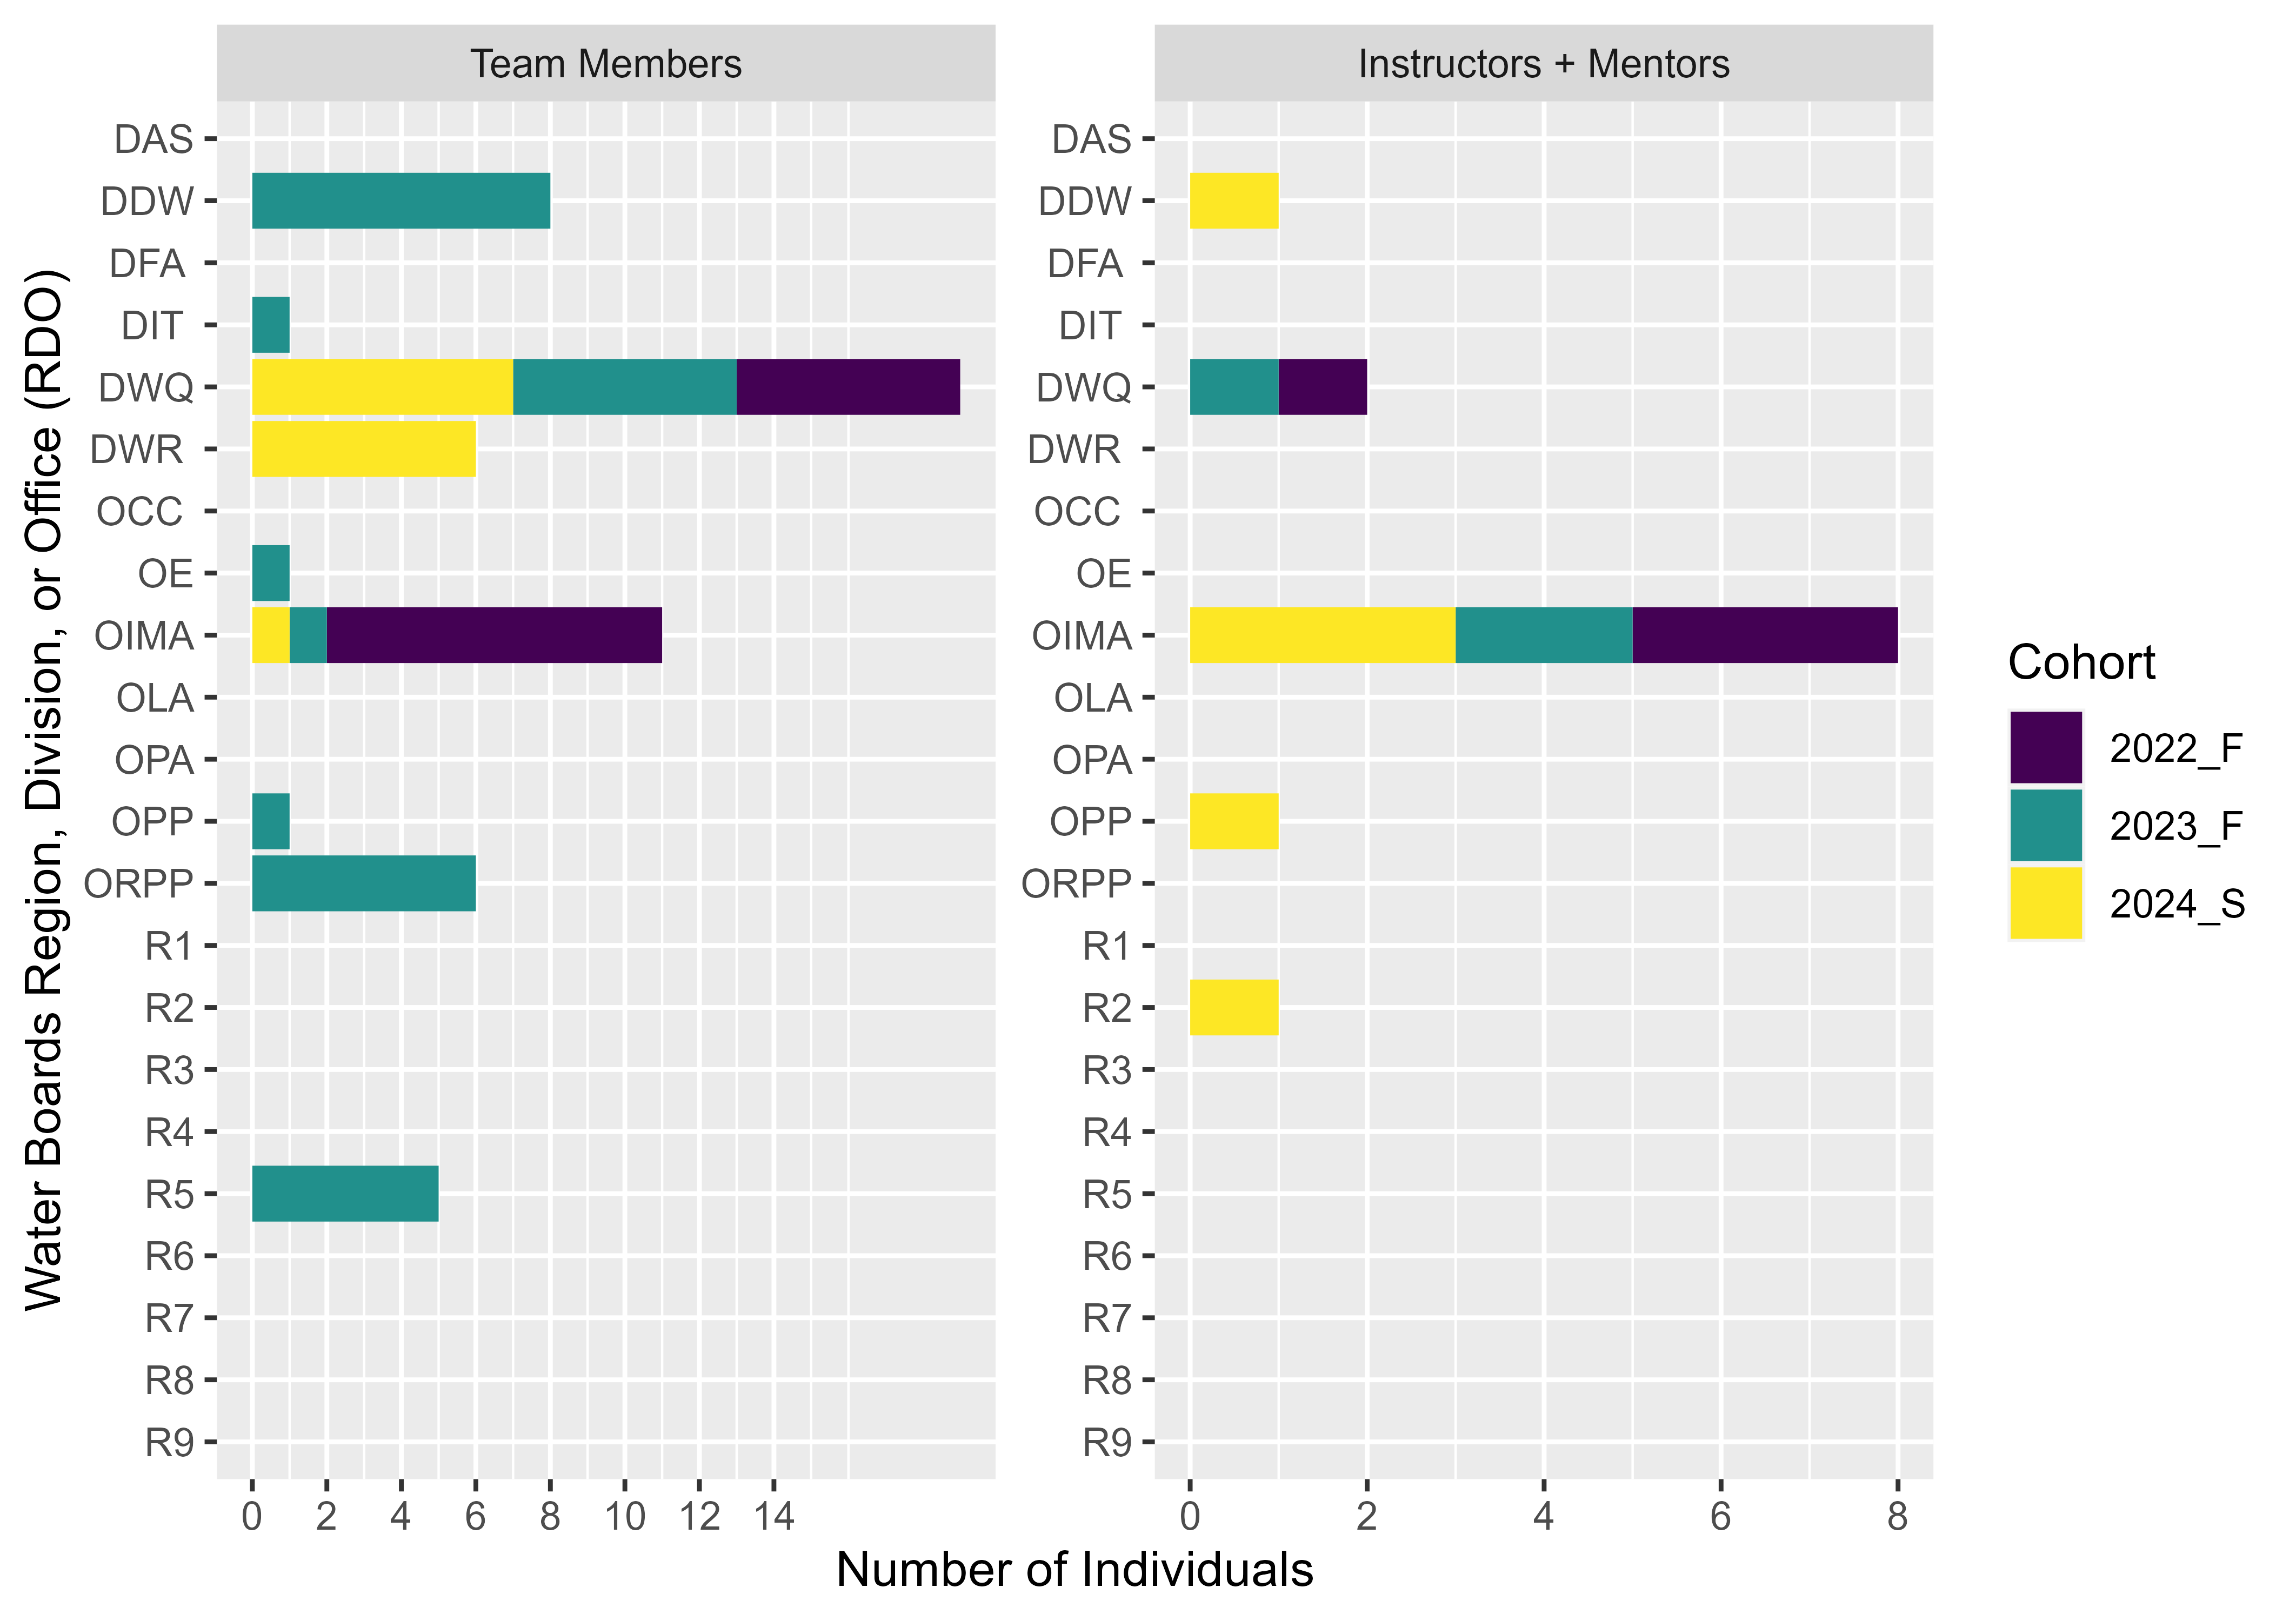 Team Members
Instructors + Mentors
Water Boards Region, Division, or Office (RDO)
DAS
DDW
DFA
DIT
DWQ
DWR
OCC
OE
OIMA
OLA
OPA
OPP
ORPP
R1
R2
R3
R4
R5
R6
R7
R8
R9
0 2 4 6 8 10 12 14
DAS
DDW
DFA
DIT
DWQ
DWR
OCC
OE
OIMA
OLA
OPA
OPP
ORPP
R1
R2
R3
R4
R5
R6
R7
R8
R9
0 2 4 6 8
Number of Individuals
Cohort
2022_F
2023_F
2024_S